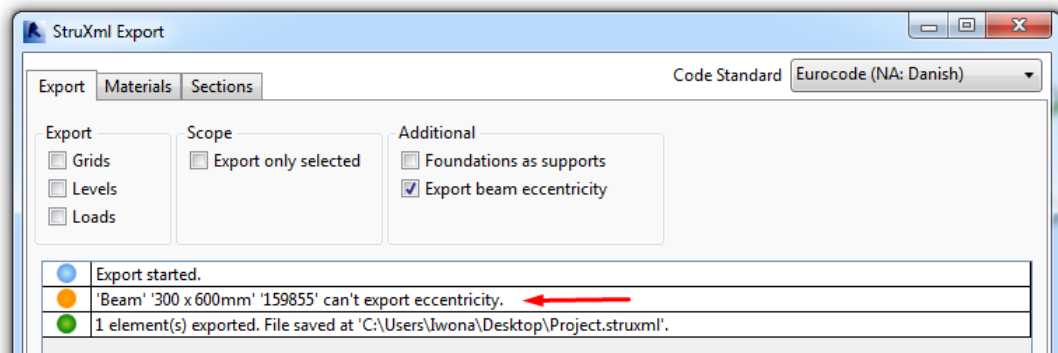 StruXml Export
Code Standard Eurocode (NA: Danish)
Export Materials Sections
Export Scope Additional
Grids Export only selected Foundations as supports
Levels Export beam eccentricity
Loads
Export started.
'Beam' '300 x 600mm' '159855' can't export eccentricity.
1 element(s) exported. File saved at 'C:\Users\Iwona\Desktop\Project.struxml'.